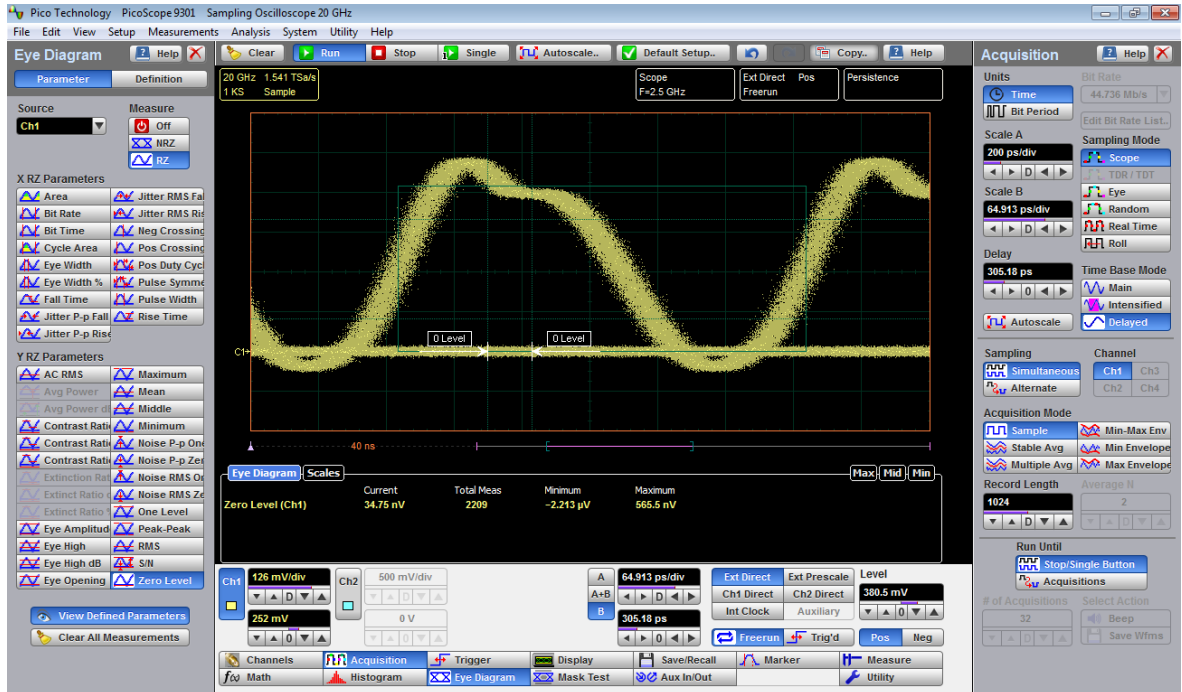 Pico Technology PicoScope 9301 Sampling Oscilloscope 20 GHz
File Edit View Setup Measurements Analysis System Utility Help
Eye Diagram
Help
Parameter Definition
Source
Ch1
Measure
Off
NRZ
RZ
X RZ Parameters
Area Jitter RMS Fal
Bit Rate Jitter RMS Ris
Bit Time Neg Crossing
Cycle Area Pos Crossing
Eye Width Pos Duty Cycl
Eye Width % Pulse Symme
Fall Time Pulse Width
Jitter P-p Fall Rise Time
Jitter P-p Rise
Y RZ Parameters
AC RMS Maximum
Avg Power Mean
Avg Power dB Middle
Contrast Ratio Minimum
Contrast Ratio Noise P-p One
Contrast Ratio Noise P-p Zer
Extinction Rat Noise RMS On
Extinct Ratio Noise RMS Ze
Extinct Ratio % One Level
Eye Amplitud Peak-Peak
Eye High RMS
Eye High dB S/N
Eye Opening Zero Level
View Defined Parameters
Clear All Measurements
Clear Run Stop Single Autoscale.. Default Setup.. Copy.. Help
20 GHz 1.541 TSa/s
1 KS Sample
Scope
F=2.5 GHz
Ext Direct Pos
Freerun
Persistence
0 Level 0 Level
C1
40 ns
Eye Diagram Scales Max Mid Min
Current Total Meas Minimum Maximum
Zero Level (Ch1) 34.75 nV 2209 −2.213 µV 565.5 nV
Ch1
126 mV/div
D
252 mV
0
Ch2
500 mV/div
D
0 V
0
A
A+B
B
64.913 ps/div
D
305.18 ps
0
Ext Direct Ext Prescale
Ch1 Direct Ch2 Direct
Int Clock Auxiliary
Freerun Trig'd
Level
380.5 mV
0
Pos Neg
Channels Acquisition Trigger Display Save/Recall Marker Measure
f(x) Math Histogram Eye Diagram Mask Test Aux In/Out Utility
Acquisition
Help
Units
Time
Bit Period
Bit Rate
44.736 Mb/s
Edit Bit Rate List..
Scale A
200 ps/div
D
Scale B
64.913 ps/div
D
Delay
305.18 ps
0
Autoscale
Sampling Mode
Scope
TDR / TDT
Eye
Random
Real Time
Roll
Time Base Mode
Main
Intensified
Delayed
Sampling
Simultaneous
Alternate
Channel
Ch1 Ch3
Ch2 Ch4
Acquisition Mode
Sample Min-Max Env
Stable Avg Min Envelope
Multiple Avg Max Envelope
Record Length
1024
D
Average N
2
D
Run Until
Stop/Single Button
Acquisitions
# of Acquisitions
32
D
Select Action
Beep
Save Wfms